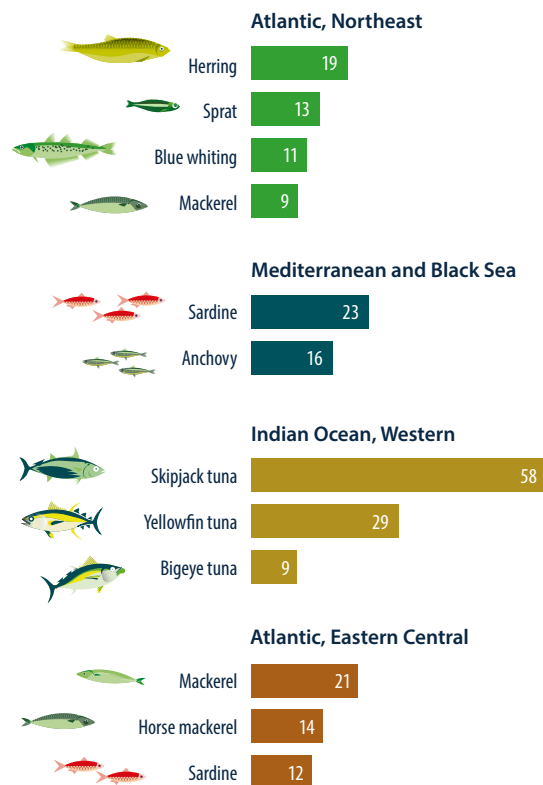 Atlantic, Northeast
Herring 19
Sprat 13
Blue whiting 11
Mackerel 9
Mediterranean and Black Sea
Sardine 23
Anchovy 16
Indian Ocean, Western
Skipjack tuna 58
Yellowfin tuna 29
Bigeye tuna 9
Atlantic, Eastern Central
Mackerel 21
Horse mackerel 14
Sardine 12